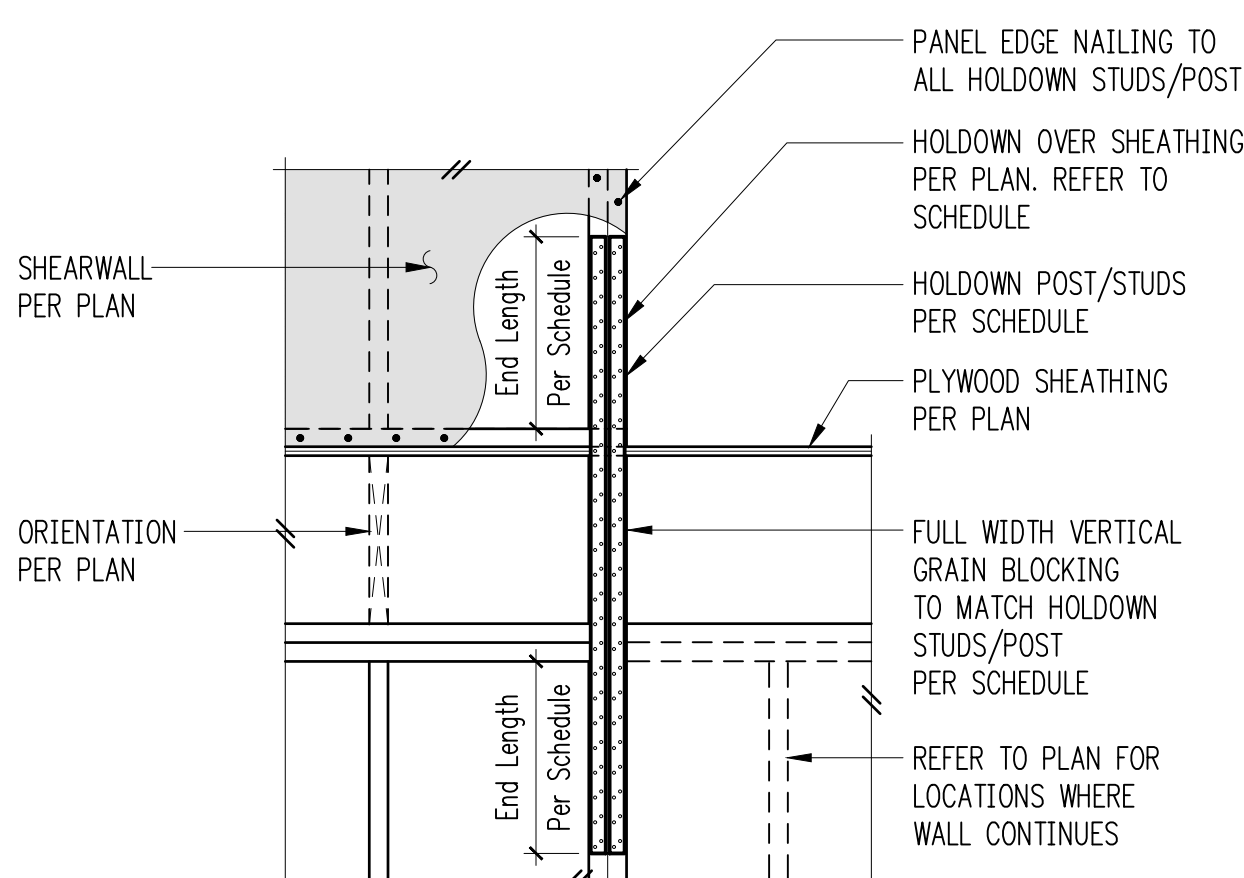 PANEL EDGE NAILING TO
ALL HOLDOWN STUDS/POST
HOLDOWN OVER SHEATHING
PER PLAN. REFER TO
SCHEDULE
SHEARWALL
PER PLAN
End Length
Per Schedule
HOLDOWN POST/STUDS
PER SCHEDULE
PLYWOOD SHEATHING
PER PLAN
ORIENTATION
PER PLAN
FULL WIDTH VERTICAL
GRAIN BLOCKING
TO MATCH HOLDOWN
STUDS/POST
PER SCHEDULE
End Length
Per Schedule
REFER TO PLAN FOR
LOCATIONS WHERE
WALL CONTINUES